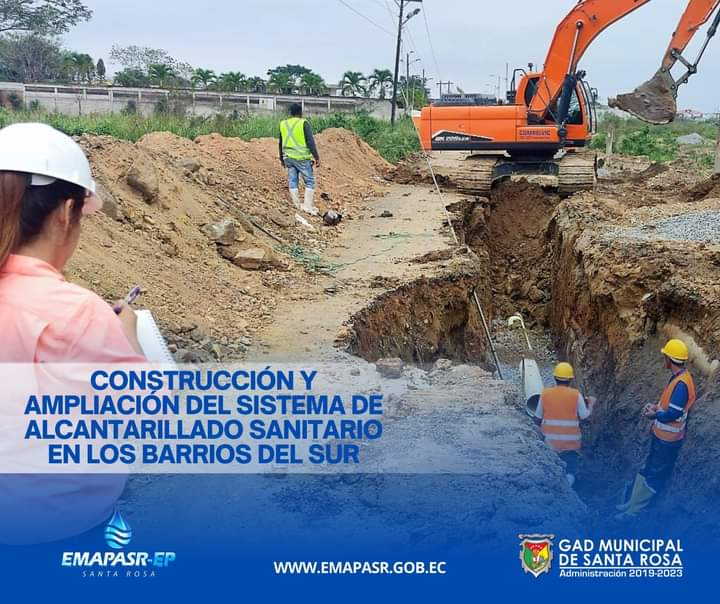 CONSTRUCCIÓN Y
AMPLIACIÓN DEL SISTEMA DE
ALCANTARILLADO SANITARIO
EN LOS BARRIOS DEL SUR
EMAPASR-EP
SANTA ROSA
WWW.EMAPASR.GOB.EC
GAD MUNICIPAL
DE SANTA ROSA
Administración 2019-2023